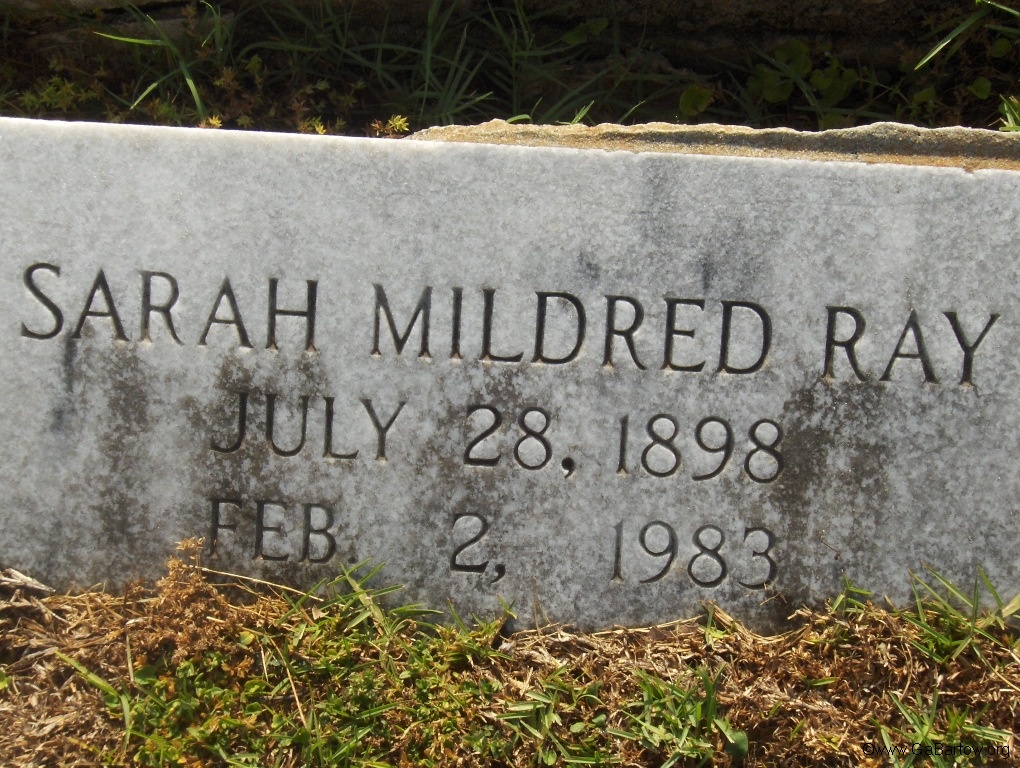 SARAH MILDRED RAY
JULY 28, 1898
FEB. 2, 1983
©www.GaBartow.org